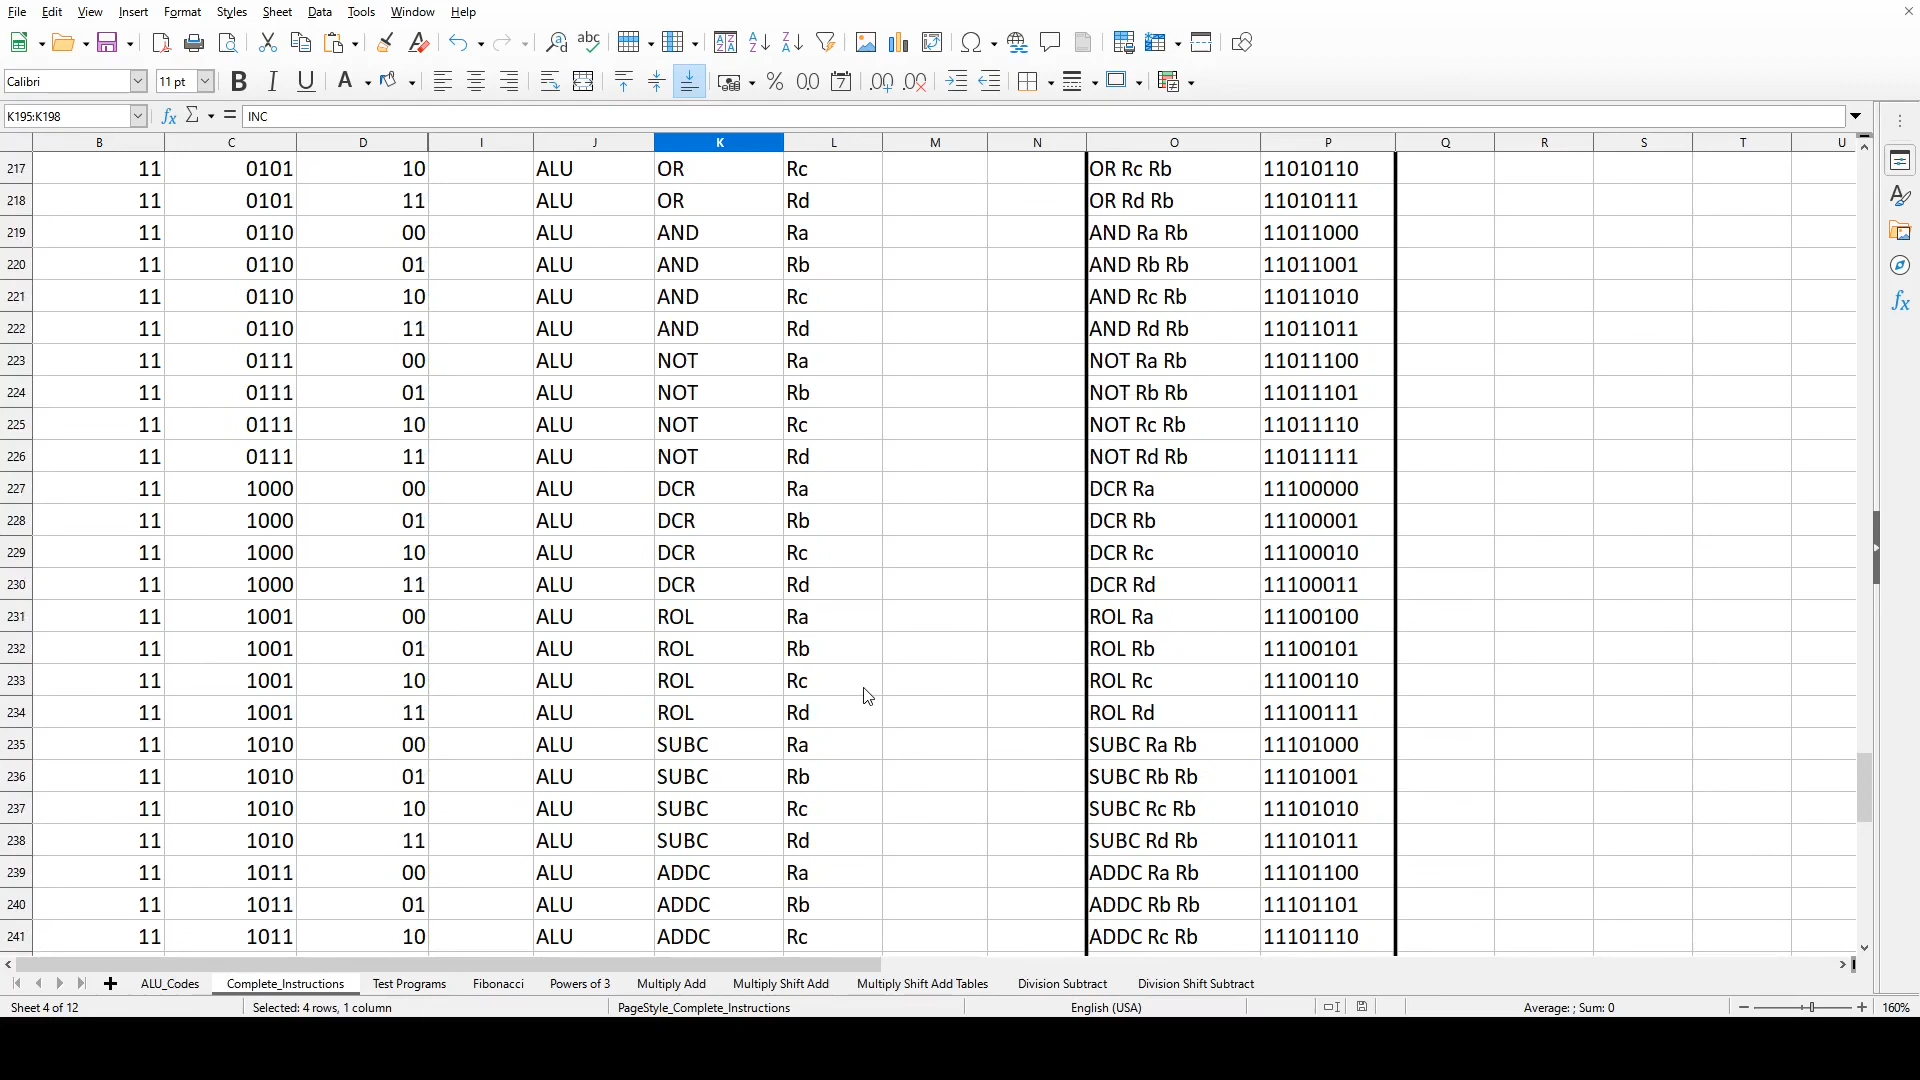 File Edit View Insert Format Styles Sheet Data Tools Window Help
Calibri 11 pt
K195:K198 INC
B C D I J K L M N O P Q R S T U
217 11 0101 10 ALU OR Rc OR Rc Rb 11010110
218 11 0101 11 ALU OR Rd OR Rd Rb 11010111
219 11 0110 00 ALU AND Ra AND Ra Rb 11011000
220 11 0110 01 ALU AND Rb AND Rb Rb 11011001
221 11 0110 10 ALU AND Rc AND Rc Rb 11011010
222 11 0110 11 ALU AND Rd AND Rd Rb 11011011
223 11 0111 00 ALU NOT Ra NOT Ra Rb 11011100
224 11 0111 01 ALU NOT Rb NOT Rb Rb 11011101
225 11 0111 10 ALU NOT Rc NOT Rc Rb 11011110
226 11 0111 11 ALU NOT Rd NOT Rd Rb 11011111
227 11 1000 00 ALU DCR Ra DCR Ra 11100000
228 11 1000 01 ALU DCR Rb DCR Rb 11100001
229 11 1000 10 ALU DCR Rc DCR Rc 11100010
230 11 1000 11 ALU DCR Rd DCR Rd 11100011
231 11 1001 00 ALU ROL Ra ROL Ra 11100100
232 11 1001 01 ALU ROL Rb ROL Rb 11100101
233 11 1001 10 ALU ROL Rc ROL Rc 11100110
234 11 1001 11 ALU ROL Rd ROL Rd 11100111
235 11 1010 00 ALU SUBC Ra SUBC Ra Rb 11101000
236 11 1010 01 ALU SUBC Rb SUBC Rb Rb 11101001
237 11 1010 10 ALU SUBC Rc SUBC Rc Rb 11101010
238 11 1010 11 ALU SUBC Rd SUBC Rd Rb 11101011
239 11 1011 00 ALU ADDC Ra ADDC Ra Rb 11101100
240 11 1011 01 ALU ADDC Rb ADDC Rb Rb 11101101
241 11 1011 10 ALU ADDC Rc ADDC Rc Rb 11101110
ALU_Codes Complete_Instructions Test Programs Fibonacci Powers of 3 Multiply Add Multiply Shift Add Multiply Shift Add Tables Division Subtract Division Shift Subtract
Sheet 4 of 12 Selected: 4 rows, 1 column PageStyle_Complete_Instructions English (USA) Average: ; Sum: 0 160%